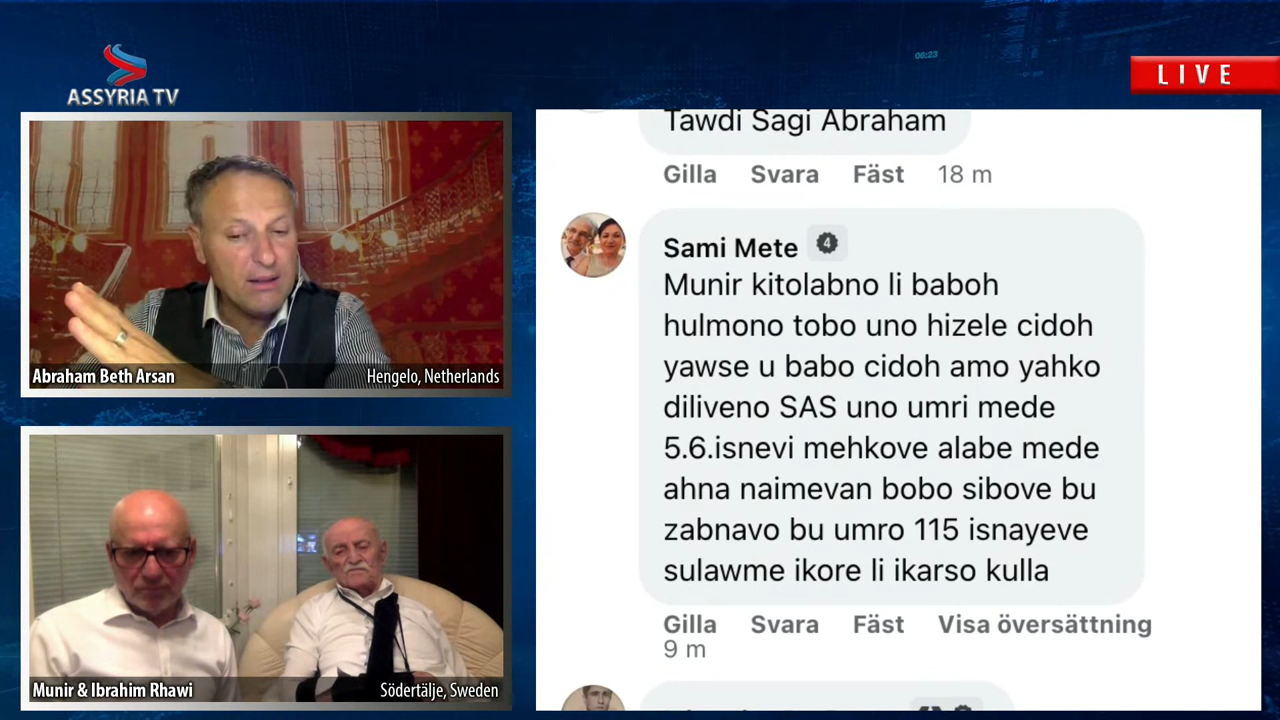 ASSYRIA TV
08:23
LIVE
Abraham Beth Arsan
Hengelo, Netherlands
Munir & Ibrahim Rhawi
Södertälje, Sweden
Tawdi Sagi Abraham
Gilla Svara Fäst 18 m
Sami Mete 4
Munir kitolabno li baboh
hulmono tobo uno hizele cidoh
yawse u babo cidoh amo yahko
diliveno SAS uno umri mede
5.6.isnevi mehkove alabe mede
ahna naimevan bobo sibove bu
zabnavo bu umro 115 isnayeve
sulawme ikore li ikarso kulla
Gilla Svara Fäst Visa översättning
9 m